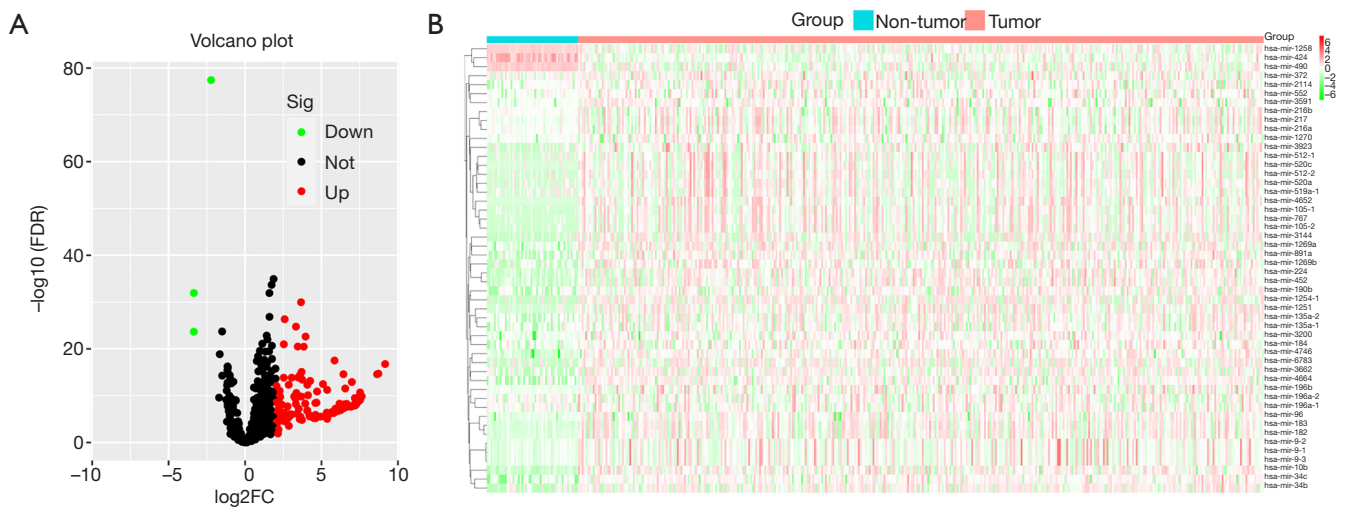 A
Volcano plot
80
60
40
20
0
−10
−5
0
5
10
−log10 (FDR)
log2FC
Sig
Down
Not
Up
B
Group Non-tumor Tumor
Group
6
4
2
0
−2
−4
−6
hsa-mir-1258
hsa-mir-424
hsa-mir-490
hsa-mir-372
hsa-mir-2114
hsa-mir-552
hsa-mir-3591
hsa-mir-216b
hsa-mir-217
hsa-mir-216a
hsa-mir-1270
hsa-mir-3923
hsa-mir-512-1
hsa-mir-520c
hsa-mir-512-2
hsa-mir-520a
hsa-mir-519a-1
hsa-mir-4652
hsa-mir-105-1
hsa-mir-767
hsa-mir-105-2
hsa-mir-3144
hsa-mir-1269a
hsa-mir-891a
hsa-mir-1269b
hsa-mir-224
hsa-mir-452
hsa-mir-190b
hsa-mir-1254-1
hsa-mir-1251
hsa-mir-135a-2
hsa-mir-135a-1
hsa-mir-3200
hsa-mir-184
hsa-mir-4746
hsa-mir-6783
hsa-mir-3662
hsa-mir-4664
hsa-mir-196b
hsa-mir-196a-2
hsa-mir-196a-1
hsa-mir-96
hsa-mir-183
hsa-mir-182
hsa-mir-9-2
hsa-mir-9-1
hsa-mir-9-3
hsa-mir-10b
hsa-mir-34c
hsa-mir-34b